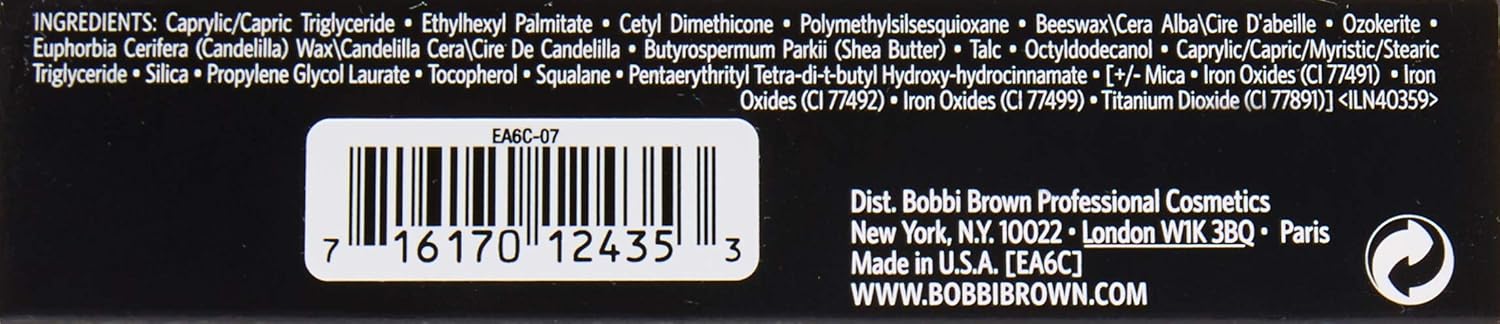 INGREDIENTS: Caprylic/Capric Triglyceride • Ethylhexyl Palmitate • Cetyl Dimethicone • Polymethylsilsesquioxane • Beeswax\Cera Alba\Cire D'abeille • Ozokerite •
Euphorbia Cerifera (Candelilla) Wax\Candelilla Cera\Cire De Candelilla • Butyrospermum Parkii (Shea Butter) • Talc • Octyldodecanol • Caprylic/Capric/Myristic/Stearic
Triglyceride • Silica • Propylene Glycol Laurate • Tocopherol • Squalane • Pentaerythrityl Tetra-di-t-butyl Hydroxy-hydrocinnamate • [+/- Mica • Iron Oxides (CI 77491) • Iron
Oxides (CI 77492) • Iron Oxides (CI 77499) • Titanium Dioxide (CI 77891)] <ILN40359>
EA6C-07
7 16170 12435 3
Dist. Bobbi Brown Professional Cosmetics
New York, N.Y. 10022 • London W1K 3BQ • Paris
Made in U.S.A. [EA6C]
WWW.BOBBIBROWN.COM